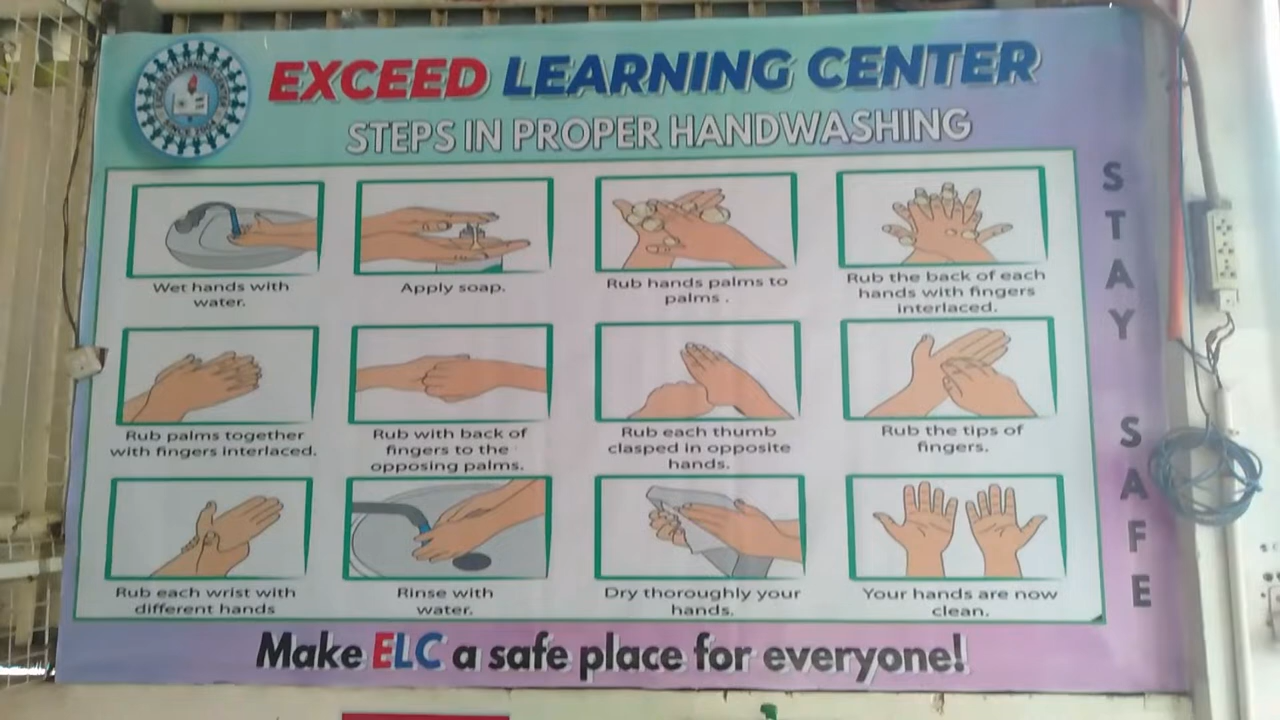 EXCEED LEARNING CENTER
STEPS IN PROPER HANDWASHING
Wet hands with
water.
Apply soap.
Rub hands palms to
palms .
Rub the back of each
hands with fingers
interlaced.
Rub palms together
with fingers interlaced.
Rub with back of
fingers to the
opposing palms.
Rub each thumb
clasped in opposite
hands.
Rub the tips of
fingers.
Rub each wrist with
different hands
Rinse with
water.
Dry thoroughly your
hands.
Your hands are now
clean.
STAY SAFE
Make ELC a safe place for everyone!